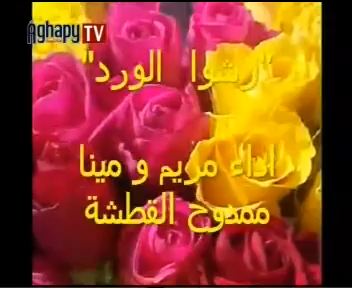 Aghapy TV
"رشوا الورد"
اداء مريم و مينا
ممدوح القطشة